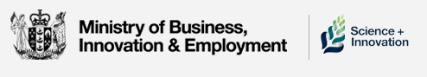 Ministry of Business,
Innovation & Employment
Science +
Innovation